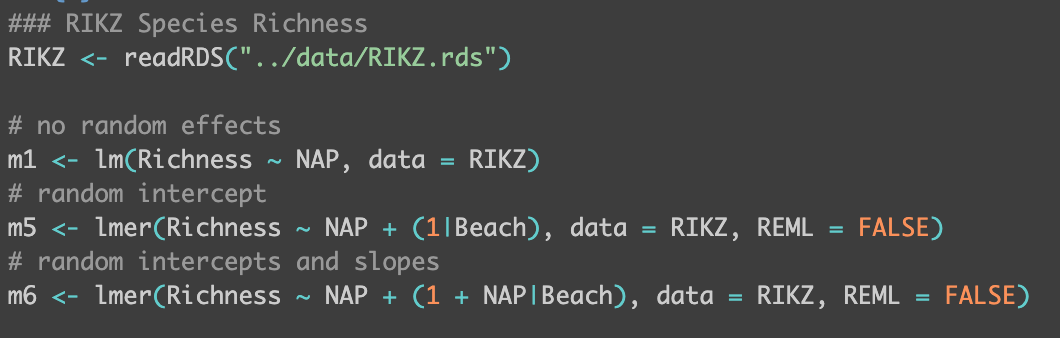 ### RIKZ Species Richness
RIKZ <- readRDS("../data/RIKZ.rds")
# no random effects
m1 <- lm(Richness ~ NAP, data = RIKZ)
# random intercept
m5 <- lmer(Richness ~ NAP + (1|Beach), data = RIKZ, REML = FALSE)
# random intercepts and slopes
m6 <- lmer(Richness ~ NAP + (1 + NAP|Beach), data = RIKZ, REML = FALSE)